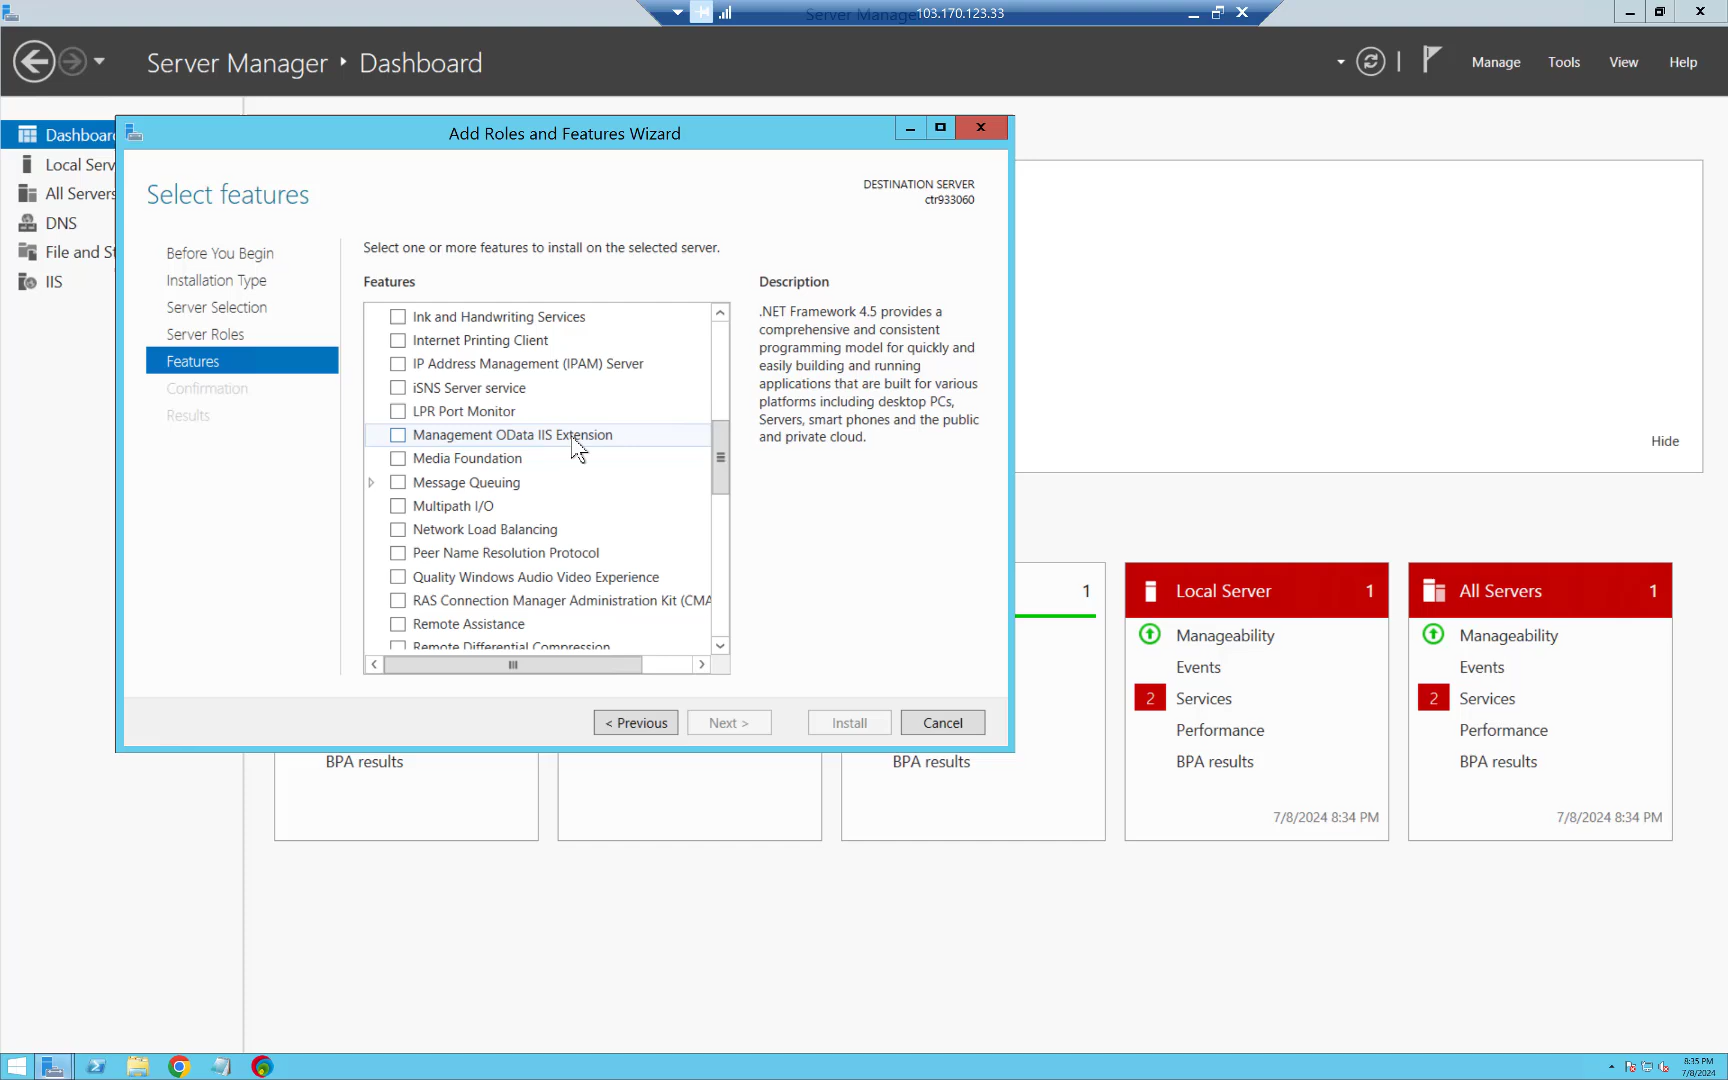 Server Manager
103.170.123.33
Server Manager ‣ Dashboard
Manage
Tools
View
Help
Dashboar
Local Serv
All Servers
DNS
File and St
IIS
Add Roles and Features Wizard
Select features
DESTINATION SERVER
ctr933060
Before You Begin
Installation Type
Server Selection
Server Roles
Features
Confirmation
Results
Select one or more features to install on the selected server.
Features
Ink and Handwriting Services
Internet Printing Client
IP Address Management (IPAM) Server
iSNS Server service
LPR Port Monitor
Management OData IIS Extension
Media Foundation
Message Queuing
Multipath I/O
Network Load Balancing
Peer Name Resolution Protocol
Quality Windows Audio Video Experience
RAS Connection Manager Administration Kit (CMA
Remote Assistance
Remote Differential Compression
Description
.NET Framework 4.5 provides a
comprehensive and consistent
programming model for quickly and
easily building and running
applications that are built for various
platforms including desktop PCs,
Servers, smart phones and the public
and private cloud.
< Previous
Next >
Install
Cancel
Hide
BPA results
1
BPA results
Local Server 1
Manageability
Events
2 Services
Performance
BPA results
7/8/2024 8:34 PM
All Servers 1
Manageability
Events
2 Services
Performance
BPA results
7/8/2024 8:34 PM
8:35 PM
7/8/2024